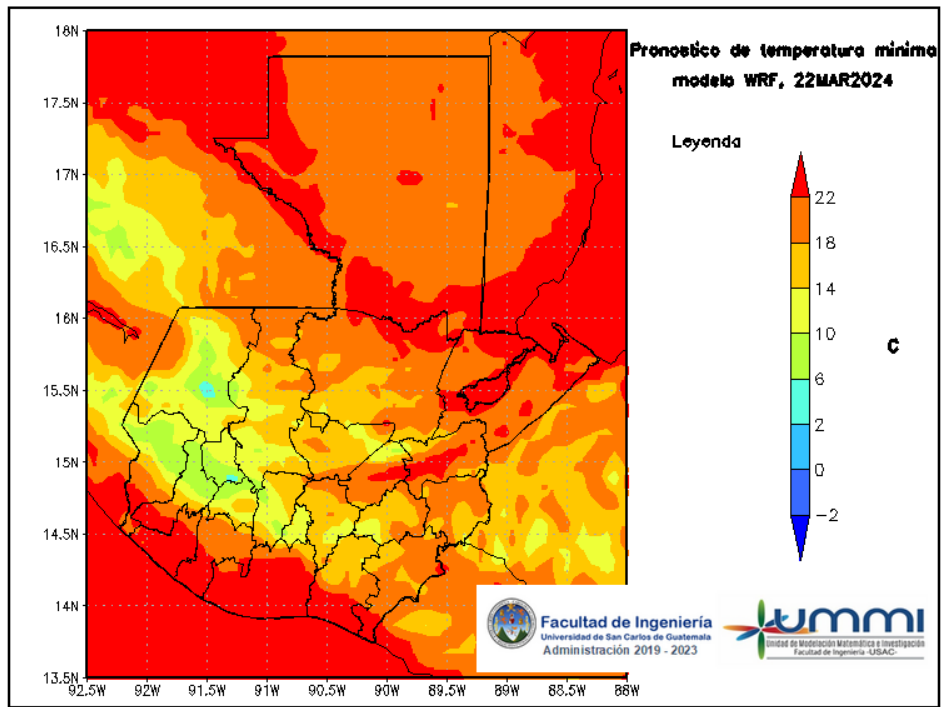 Pronostico de temperatura minima
modelo WRF, 22MAR2024
Leyenda
22
18
14
10
6
2
0
−2
C
18N
17.5N
17N
16.5N
16N
15.5N
15N
14.5N
14N
13.5N
92.5W 92W 91.5W 91W 90.5W 90W 89.5W 89W 88.5W 88W
Facultad de Ingeniería
Universidad de San Carlos de Guatemala
Administración 2019 - 2023
ummi
Unidad de Modelación Matemática e Investigación
Facultad de Ingeniería -USAC-